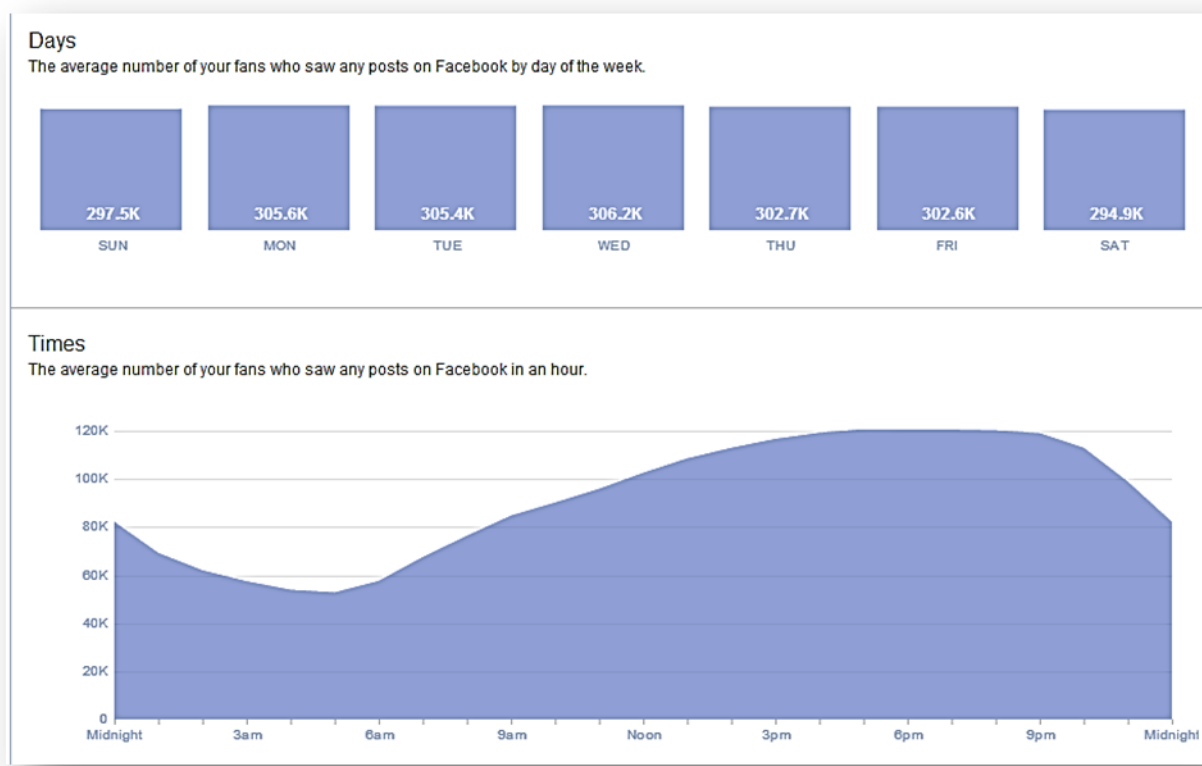 Days
The average number of your fans who saw any posts on Facebook by day of the week.
297.5K 305.6K 305.4K 306.2K 302.7K 302.6K 294.9K
SUN MON TUE WED THU FRI SAT
Times
The average number of your fans who saw any posts on Facebook in an hour.
120K
100K
80K
60K
40K
20K
0
Midnight 3am 6am 9am Noon 3pm 6pm 9pm Midnight